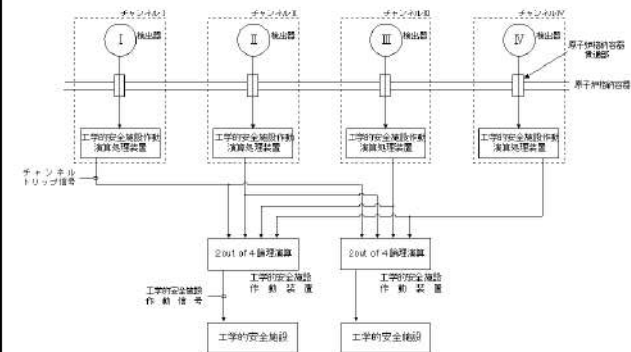 チャンネルⅠ
チャンネルⅡ
チャンネルⅢ
チャンネルⅣ
Ⅰ
検出器
Ⅱ
検出器
Ⅲ
検出器
Ⅳ
検出器
原子炉格納容器
貫通部
原子炉格納容器
工学的安全施設作動
演算処理装置
工学的安全施設作動
演算処理装置
工学的安全施設作動
演算処理装置
工学的安全施設作動
演算処理装置
チャンネル
トリップ信号
2out of 4論理演算
2out of 4論理演算
工学的安全施設
作動装置
工学的安全施設
作動装置
工学的安全施設
作動信号
工学的安全施設
工学的安全施設